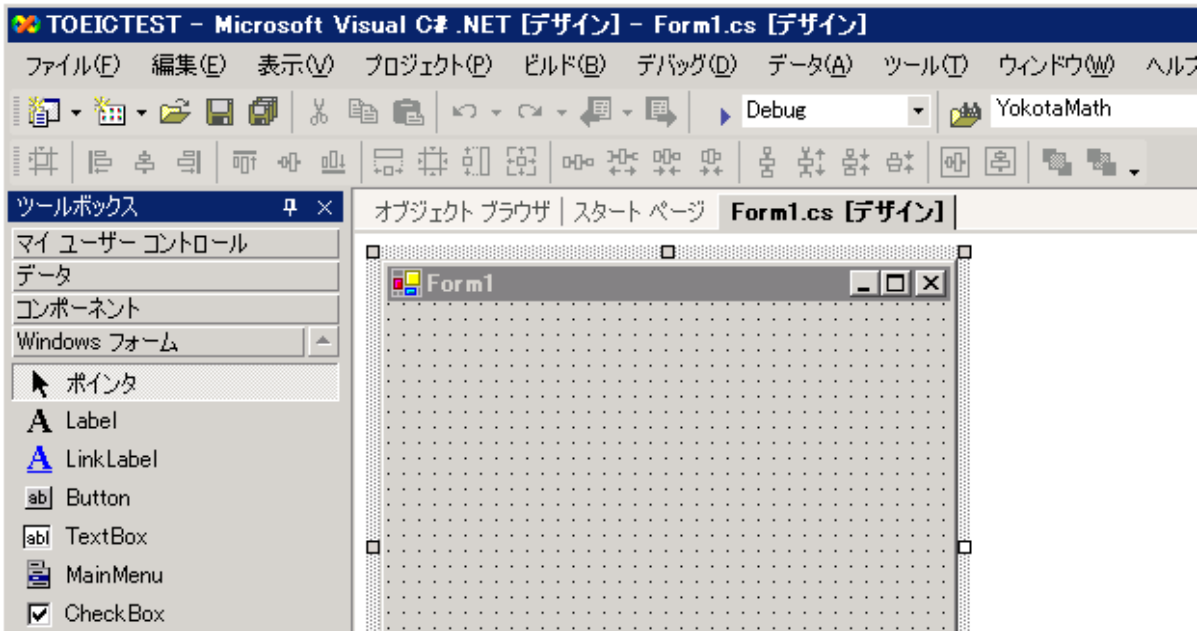 TOEICTEST - Microsoft Visual C# .NET [デザイン] - Form1.cs [デザイン]
ファイル(F) 編集(E) 表示(V) プロジェクト(P) ビルド(B) デバッグ(D) データ(A) ツール(T) ウィンドウ(W) ヘルプ
Debug YokotaMath
ツールボックス
オブジェクト ブラウザ | スタート ページ Form1.cs [デザイン]
マイ ユーザー コントロール
データ
コンポーネント
Windows フォーム
Form1
ポインタ
A Label
A LinkLabel
ab Button
abl TextBox
MainMenu
CheckBox